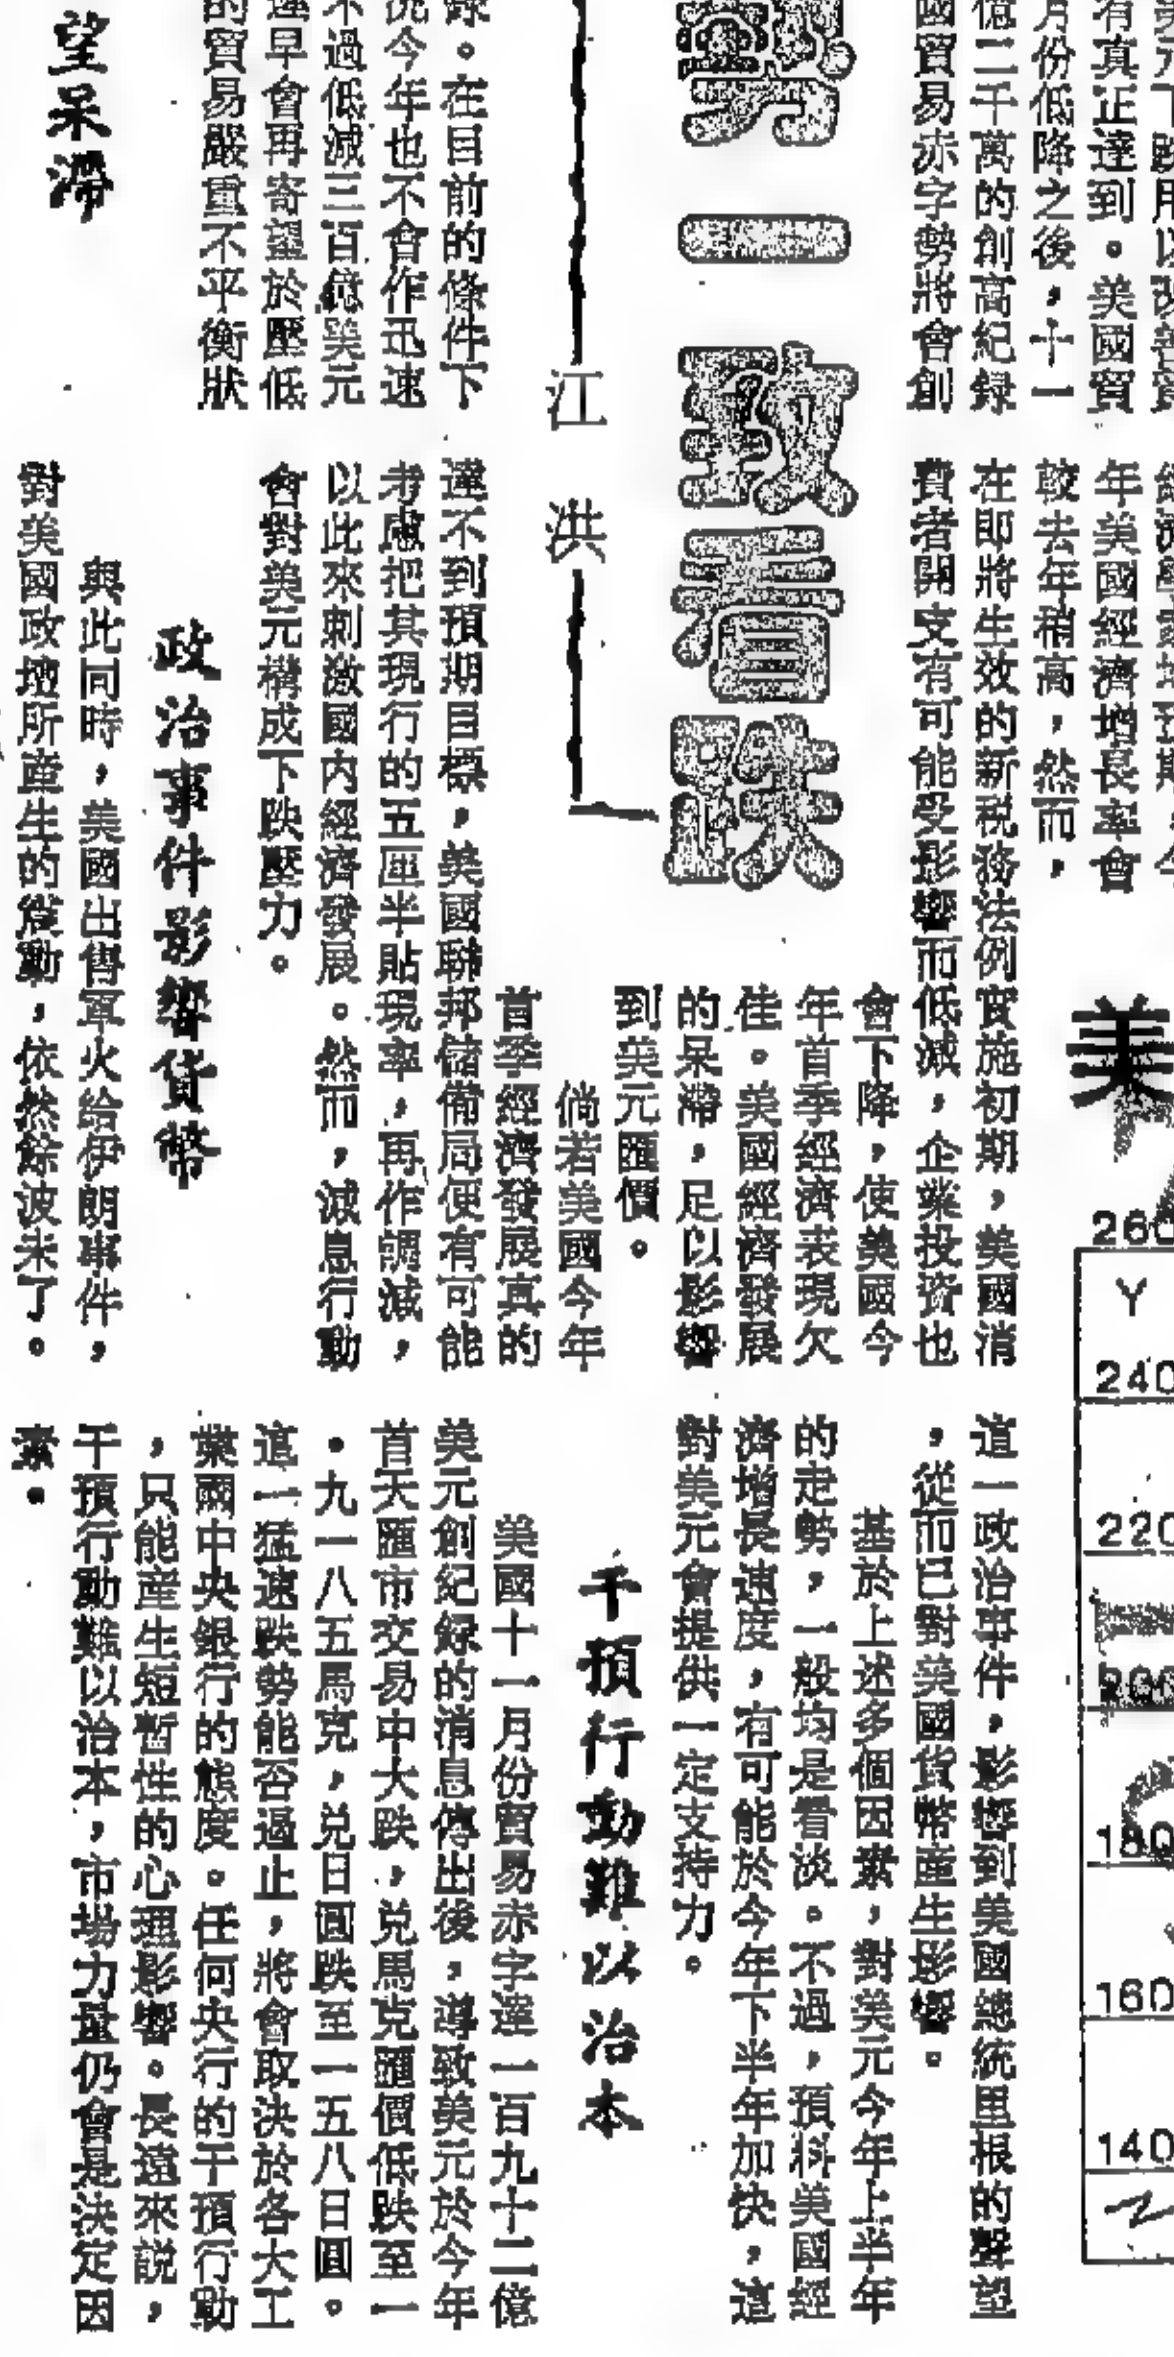 有真正達到。美國貿
月份低降之後，十一
億二千萬的創高紀錄
國貿易赤字勢將會創
勢一致看跌
江洪
錄。在目前的條件下
況今年也不會作迅速
不過低減三百億美元
遲早會再寄望於壓低
的貿易嚴重不平衡狀
望呆滯
年美國經濟增長率會
較去年稍高，然而，
在即將生效的新稅務法例實施初期，美國消
費者開支有可能受影響而低減，企業投資也
會下降，使美國今
年首季經濟表現欠
佳。美國經濟發展
的呆滯，足以影響
到美元匯價。
倘若美國今年
首季經濟發展真的
達不到預期目標，美國聯邦儲備局便有可能
考慮把其現行的五厘半貼現率，再作調減，
以此來刺激國內經濟發展。然而，減息行動
會對美元構成下跌壓力。
政治事件影響貨幣
與此同時，美國出售軍火給伊朗事件，
對美國政壇所產生的震動，依然餘波未了。
這一政治事件，影響到美國總統里根的聲望
，從而已對美國貨幣產生影響。
基於上述多個因素，對美元今年上半年
的走勢，一般均是看淡。不過，預料美國經
濟增長速度，有可能於今年下半年加快，這
對美元會提供一定支持力。
干預行動難以治本
美國十一月份貿易赤字達一百九十二億
美元創紀錄的消息傳出後，導致美元於今年
首天匯市交易中大跌，兌馬克匯價低跌至一
．九一八五馬克，兌日圓跌至一五八日圓。
這一猛速跌勢能否遏止，將會取決於各大工
業國中央銀行的態度。任何央行的干預行動
，只能產生短暫性的心理影響。長遠來說，
干預行動難以治本，市場力量仍會是決定因
素。
美
260
Y
240
220
200
180
160
140